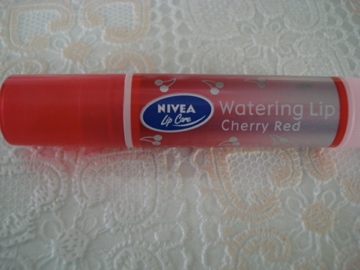 NIVEA
Lip Care
Watering Lip
Cherry Red